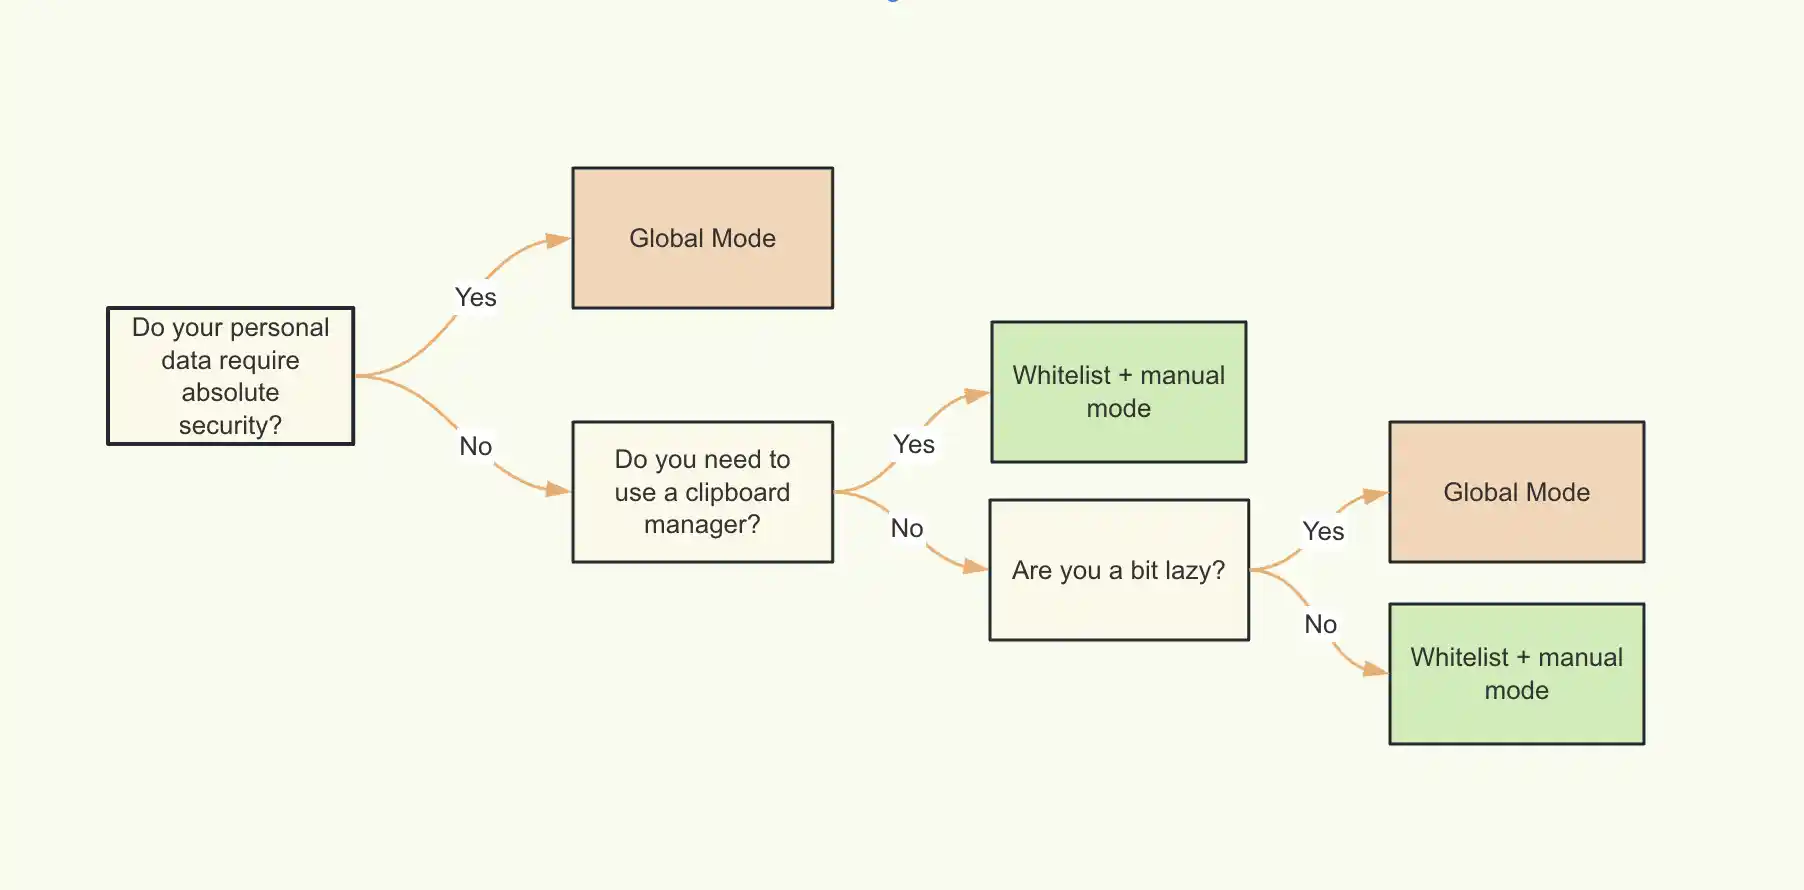 Global Mode
Yes
Do your personal
data require
absolute
security?
No
Do you need to
use a clipboard
manager?
Yes
Whitelist + manual
mode
No
Are you a bit lazy?
Yes
Global Mode
No
Whitelist + manual
mode